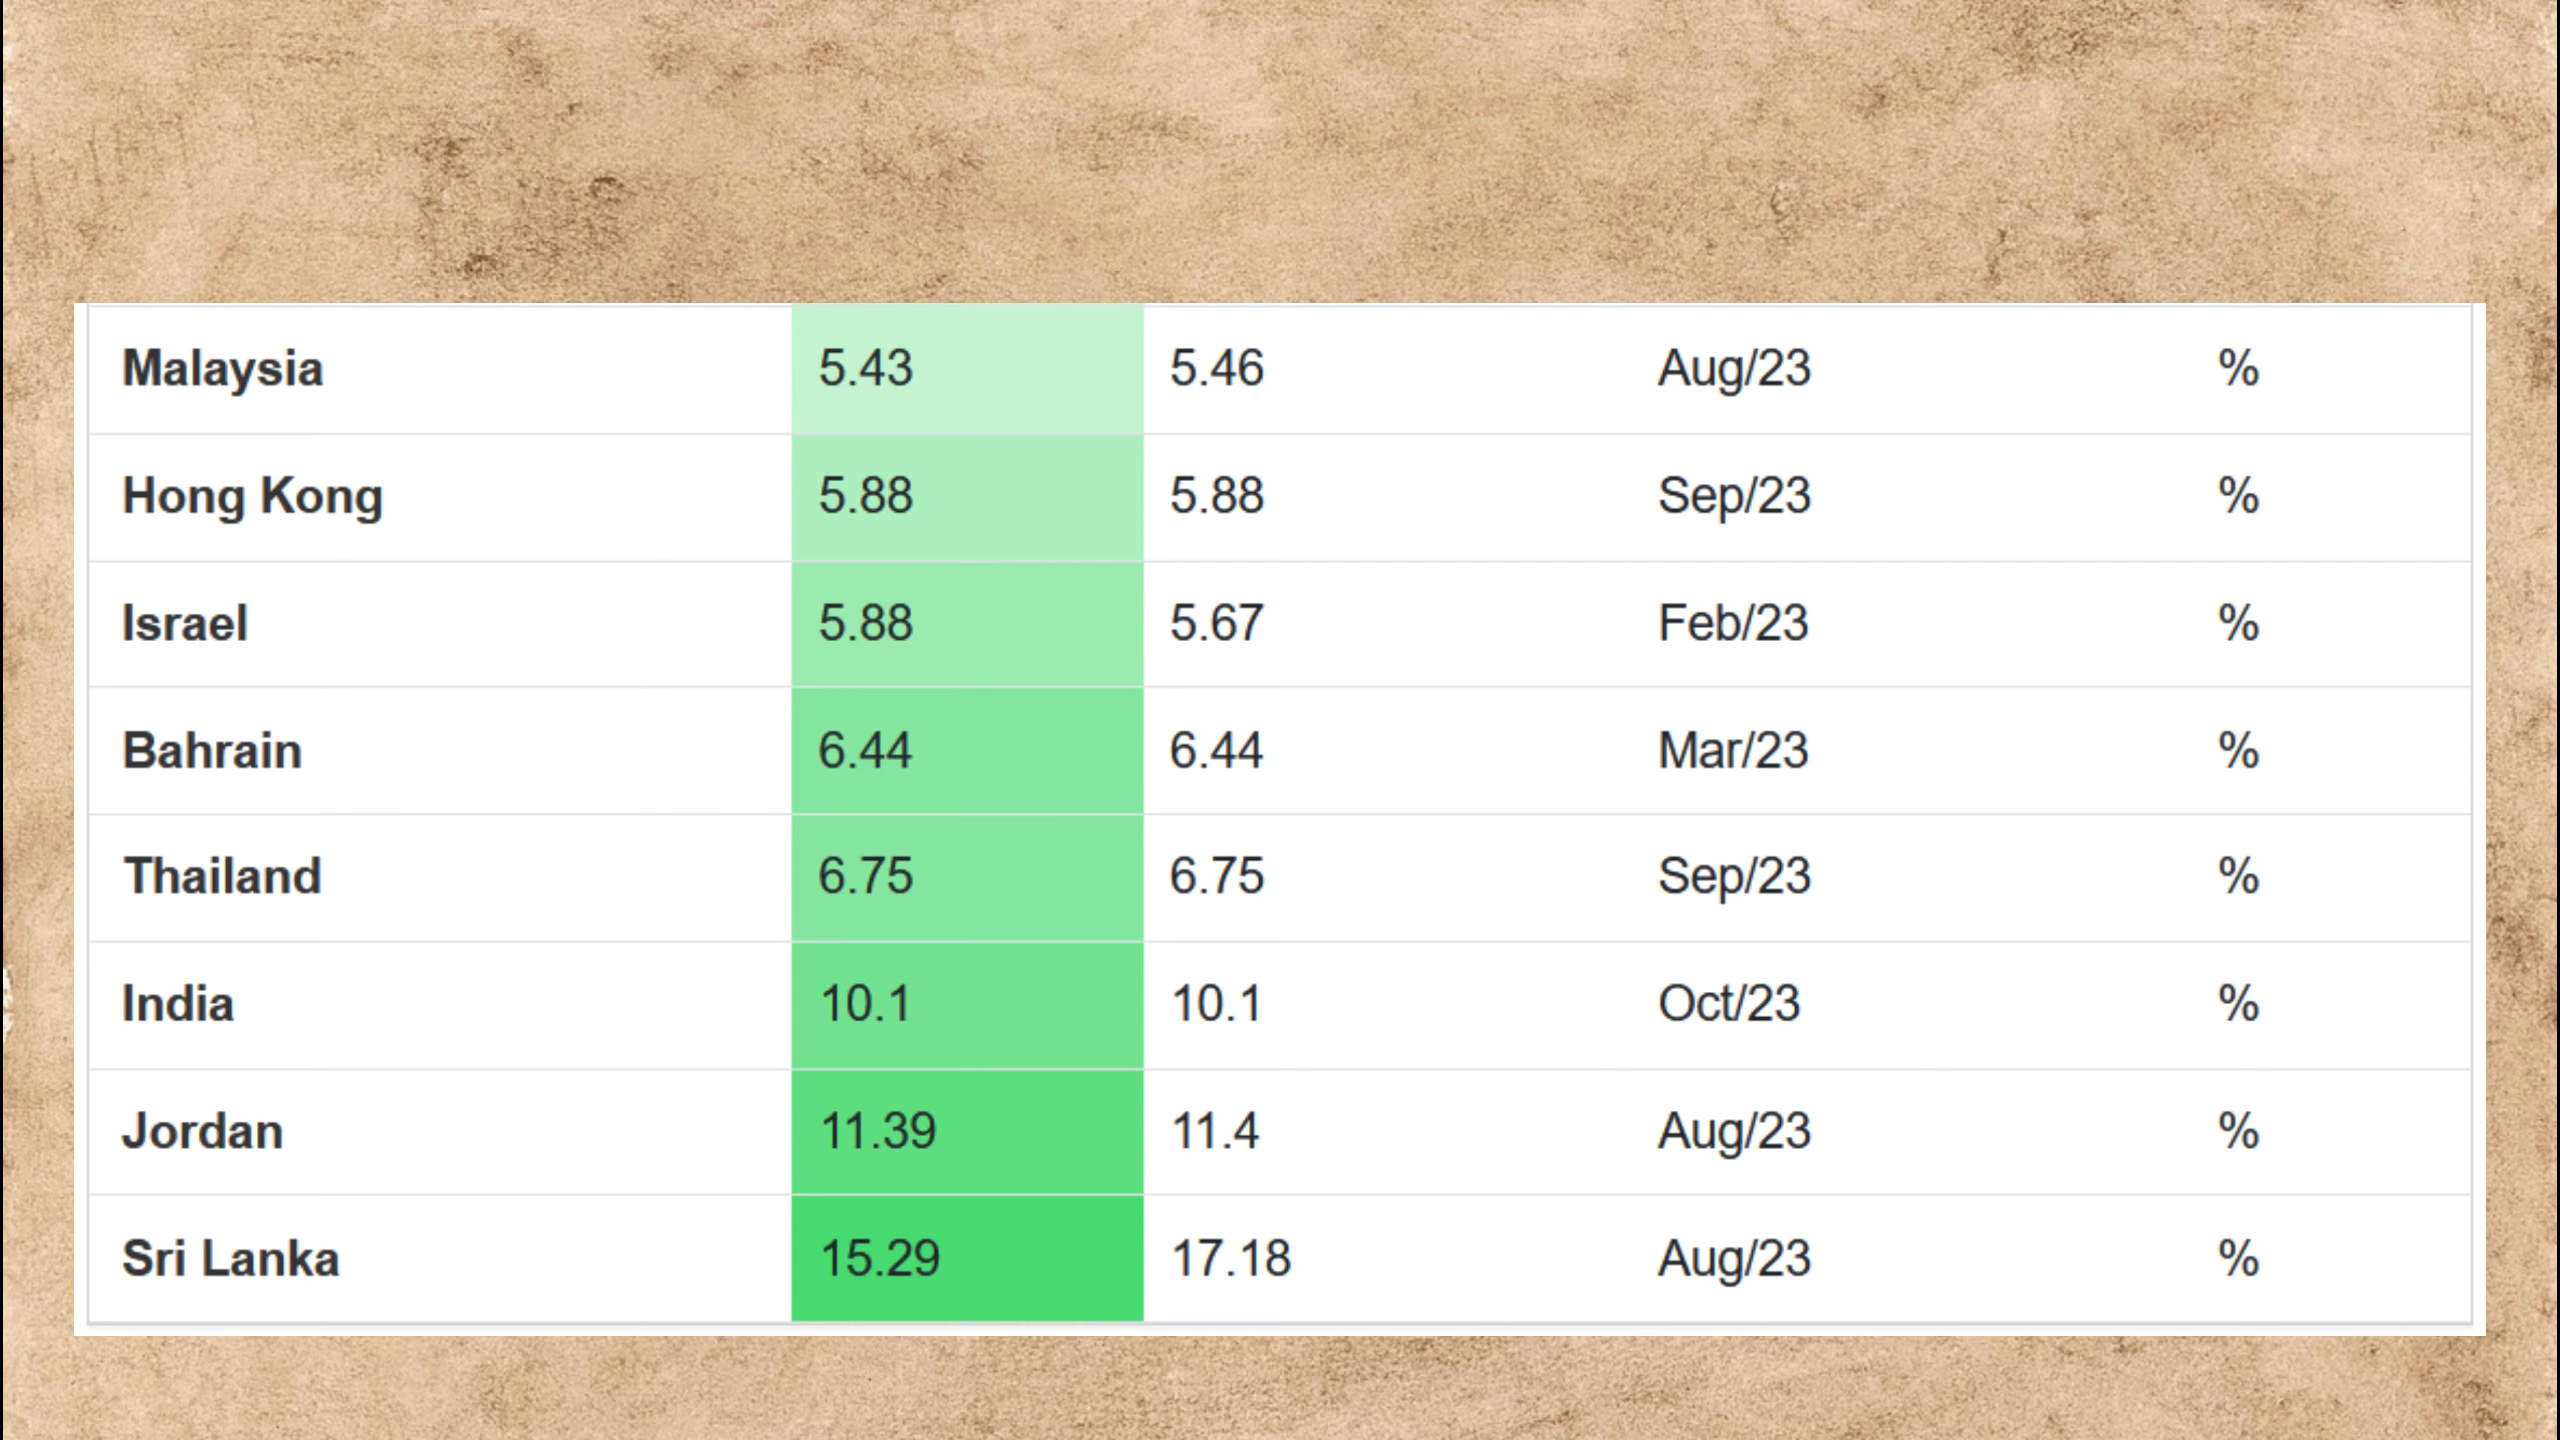 Malaysia 5.43 5.46 Aug/23 %
Hong Kong 5.88 5.88 Sep/23 %
Israel 5.88 5.67 Feb/23 %
Bahrain 6.44 6.44 Mar/23 %
Thailand 6.75 6.75 Sep/23 %
India 10.1 10.1 Oct/23 %
Jordan 11.39 11.4 Aug/23 %
Sri Lanka 15.29 17.18 Aug/23 %